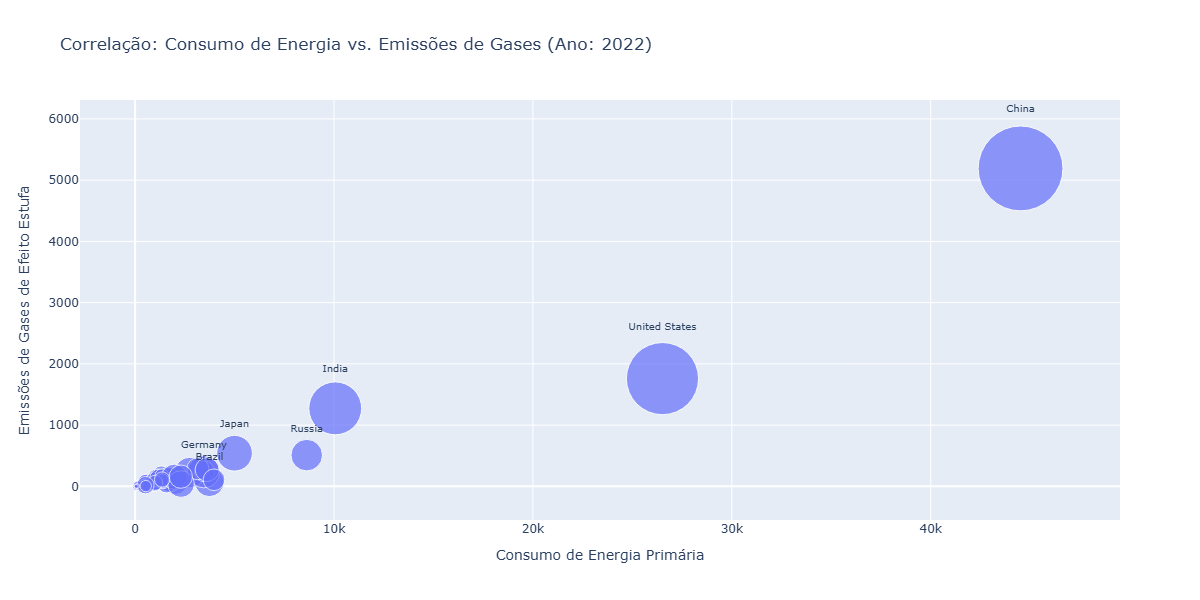 Correlação: Consumo de Energia vs. Emissões de Gases (Ano: 2022)
Emissões de Gases de Efeito Estufa
6000
5000
4000
3000
2000
1000
0
China
United States
India
Japan
Russia
Germany
Brazil
0
10k
20k
30k
40k
Consumo de Energia Primária